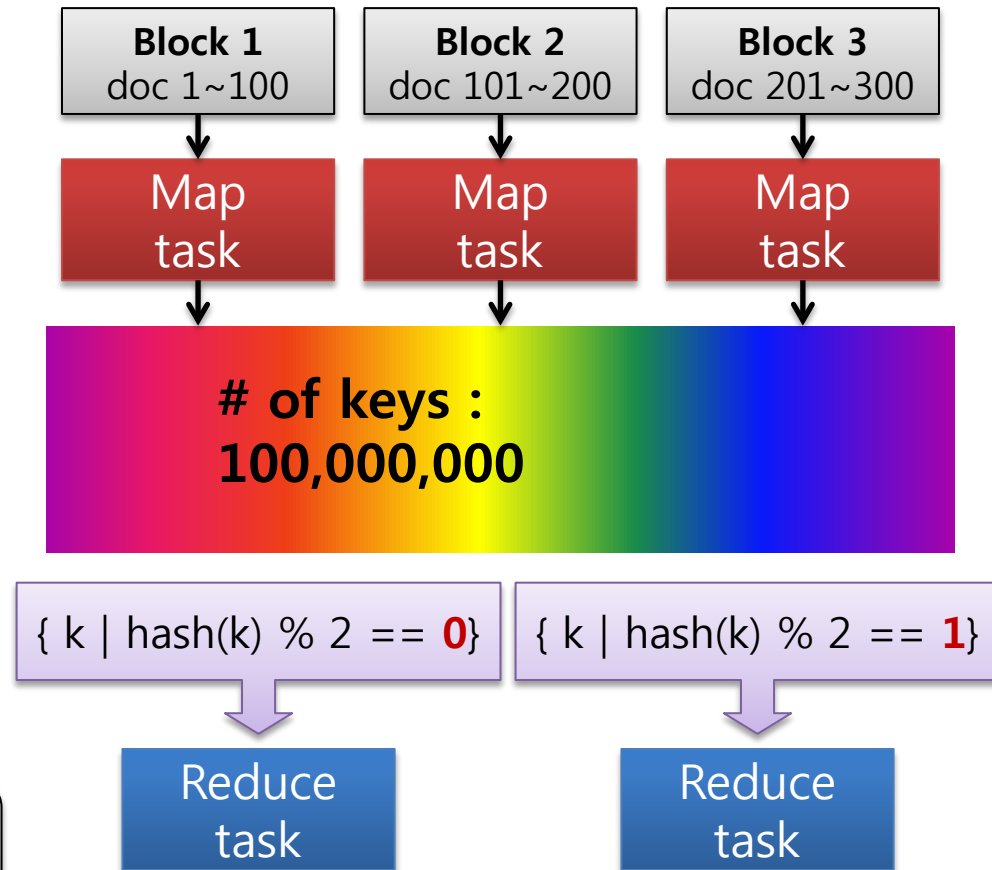 Block 1
doc 1~100
Block 2
doc 101~200
Block 3
doc 201~300
Map
task
Map
task
Map
task
# of keys :
100,000,000
{ k | hash(k) % 2 == 0}
{ k | hash(k) % 2 == 1}
Reduce
task
Reduce
task